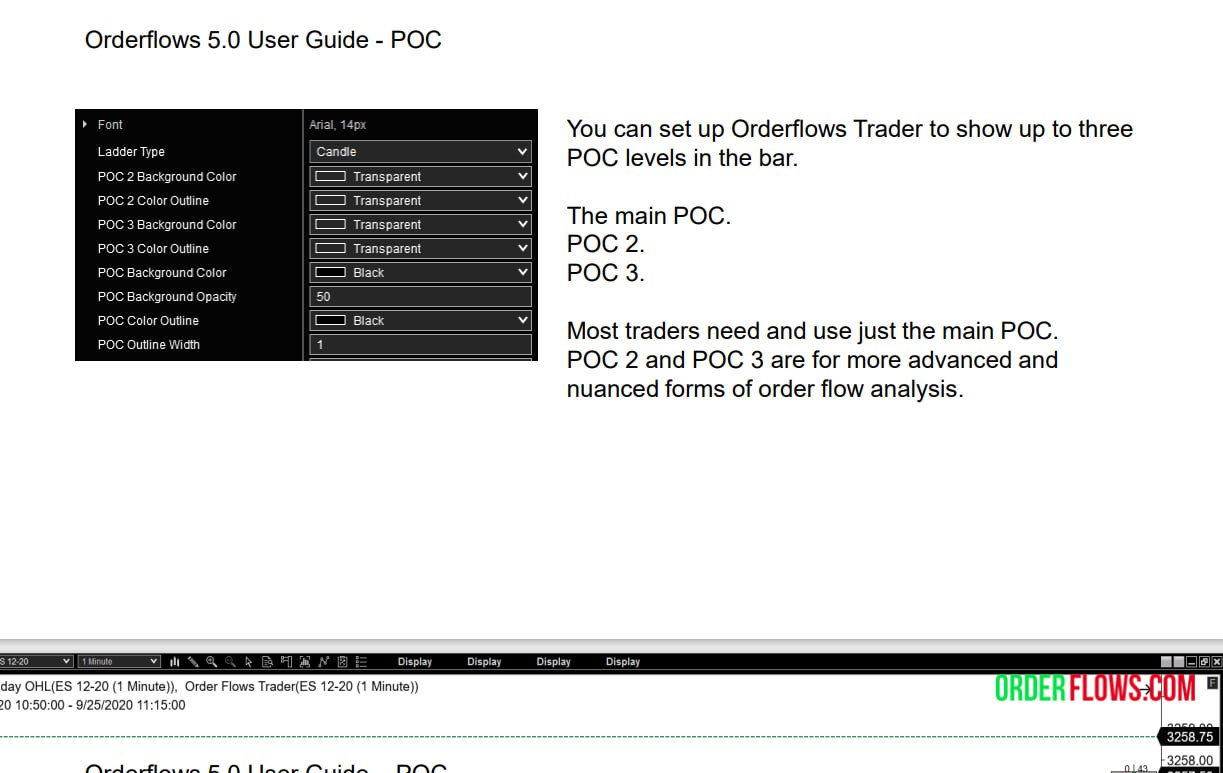 Orderflows 5.0 User Guide - POC
Font Arial, 14px
Ladder Type Candle
POC 2 Background Color Transparent
POC 2 Color Outline Transparent
POC 3 Background Color Transparent
POC 3 Color Outline Transparent
POC Background Color Black
POC Background Opacity 50
POC Color Outline Black
POC Outline Width 1
You can set up Orderflows Trader to show up to three
POC levels in the bar.
The main POC.
POC 2.
POC 3.
Most traders need and use just the main POC.
POC 2 and POC 3 are for more advanced and
nuanced forms of order flow analysis.
S 12-20 1 Minute Display Display Display Display
day OHL(ES 12-20 (1 Minute)), Order Flows Trader(ES 12-20 (1 Minute))
20 10:50:00 - 9/25/2020 11:15:00
ORDERFLOWS.COM
F
3258.75
3258.00
0 | 43
Orderflows 5.0 User Guide - POC